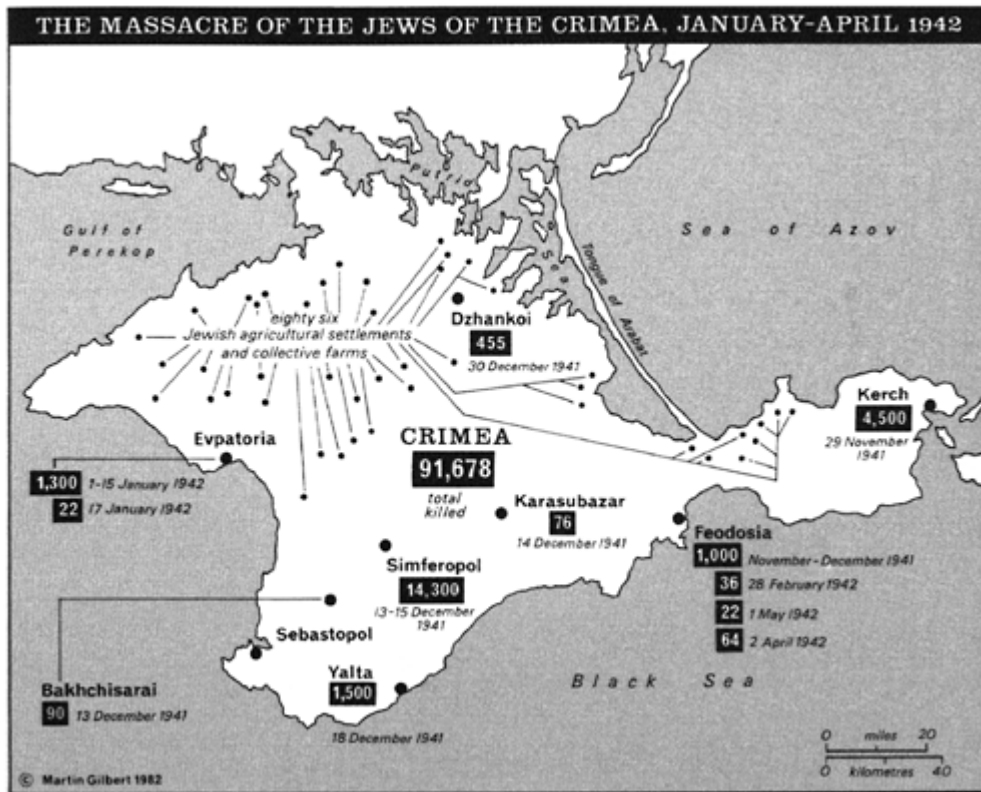 THE MASSACRE OF THE JEWS OF THE CRIMEA, JANUARY-APRIL 1942
Putrid
Sea
Gulf of
Perekop
Sea of Azov
Tongue of Arabat
eighty six
Jewish agricultural settlements
and collective farms
Dzhankoi
455
30 December 1941
Kerch
4,500
29 November
1941
Evpatoria
1,300 1-15 January 1942
22 17 January 1942
CRIMEA
91,678
total
killed
Karasubazar
76
14 December 1941
Feodosia
1,000 November-December 1941
36 28 February 1942
22 1 May 1942
64 2 April 1942
Simferopol
14,300
13-15 December
1941
Sebastopol
Bakhchisarai
90 13 December 1941
Yalta
1,500
18 December 1941
Black Sea
0 miles 20
0 kilometres 40
© Martin Gilbert 1982